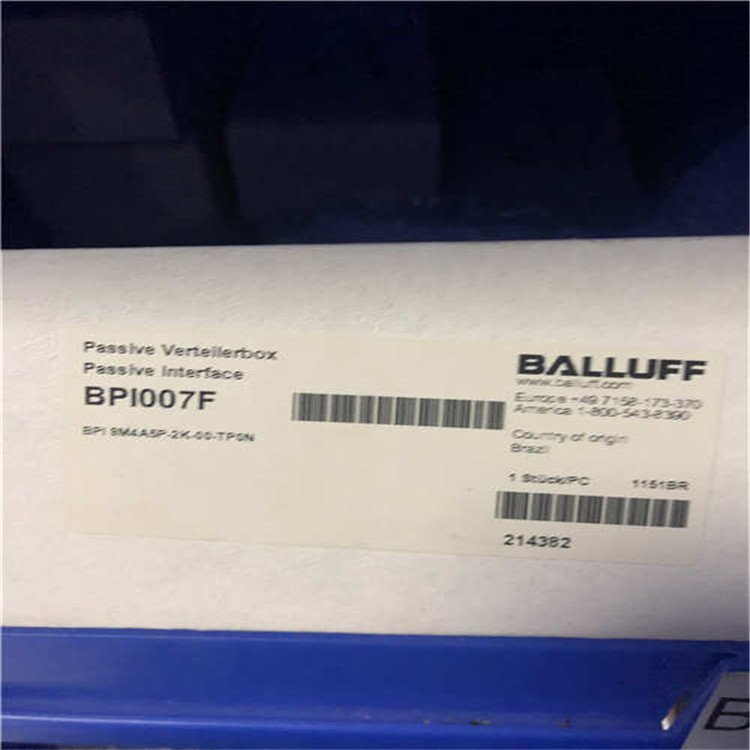 Passive Verteilerbox
Passive Interface
BPI007F
BPI 8M4A5P-2K-00-TP0N
BALLUFF
www.balluff.com
Europe +49 7158-173-370
America 1-800-543-8390
Country of origin
Brazil
1 Stück/PC 1151BR
214382
B